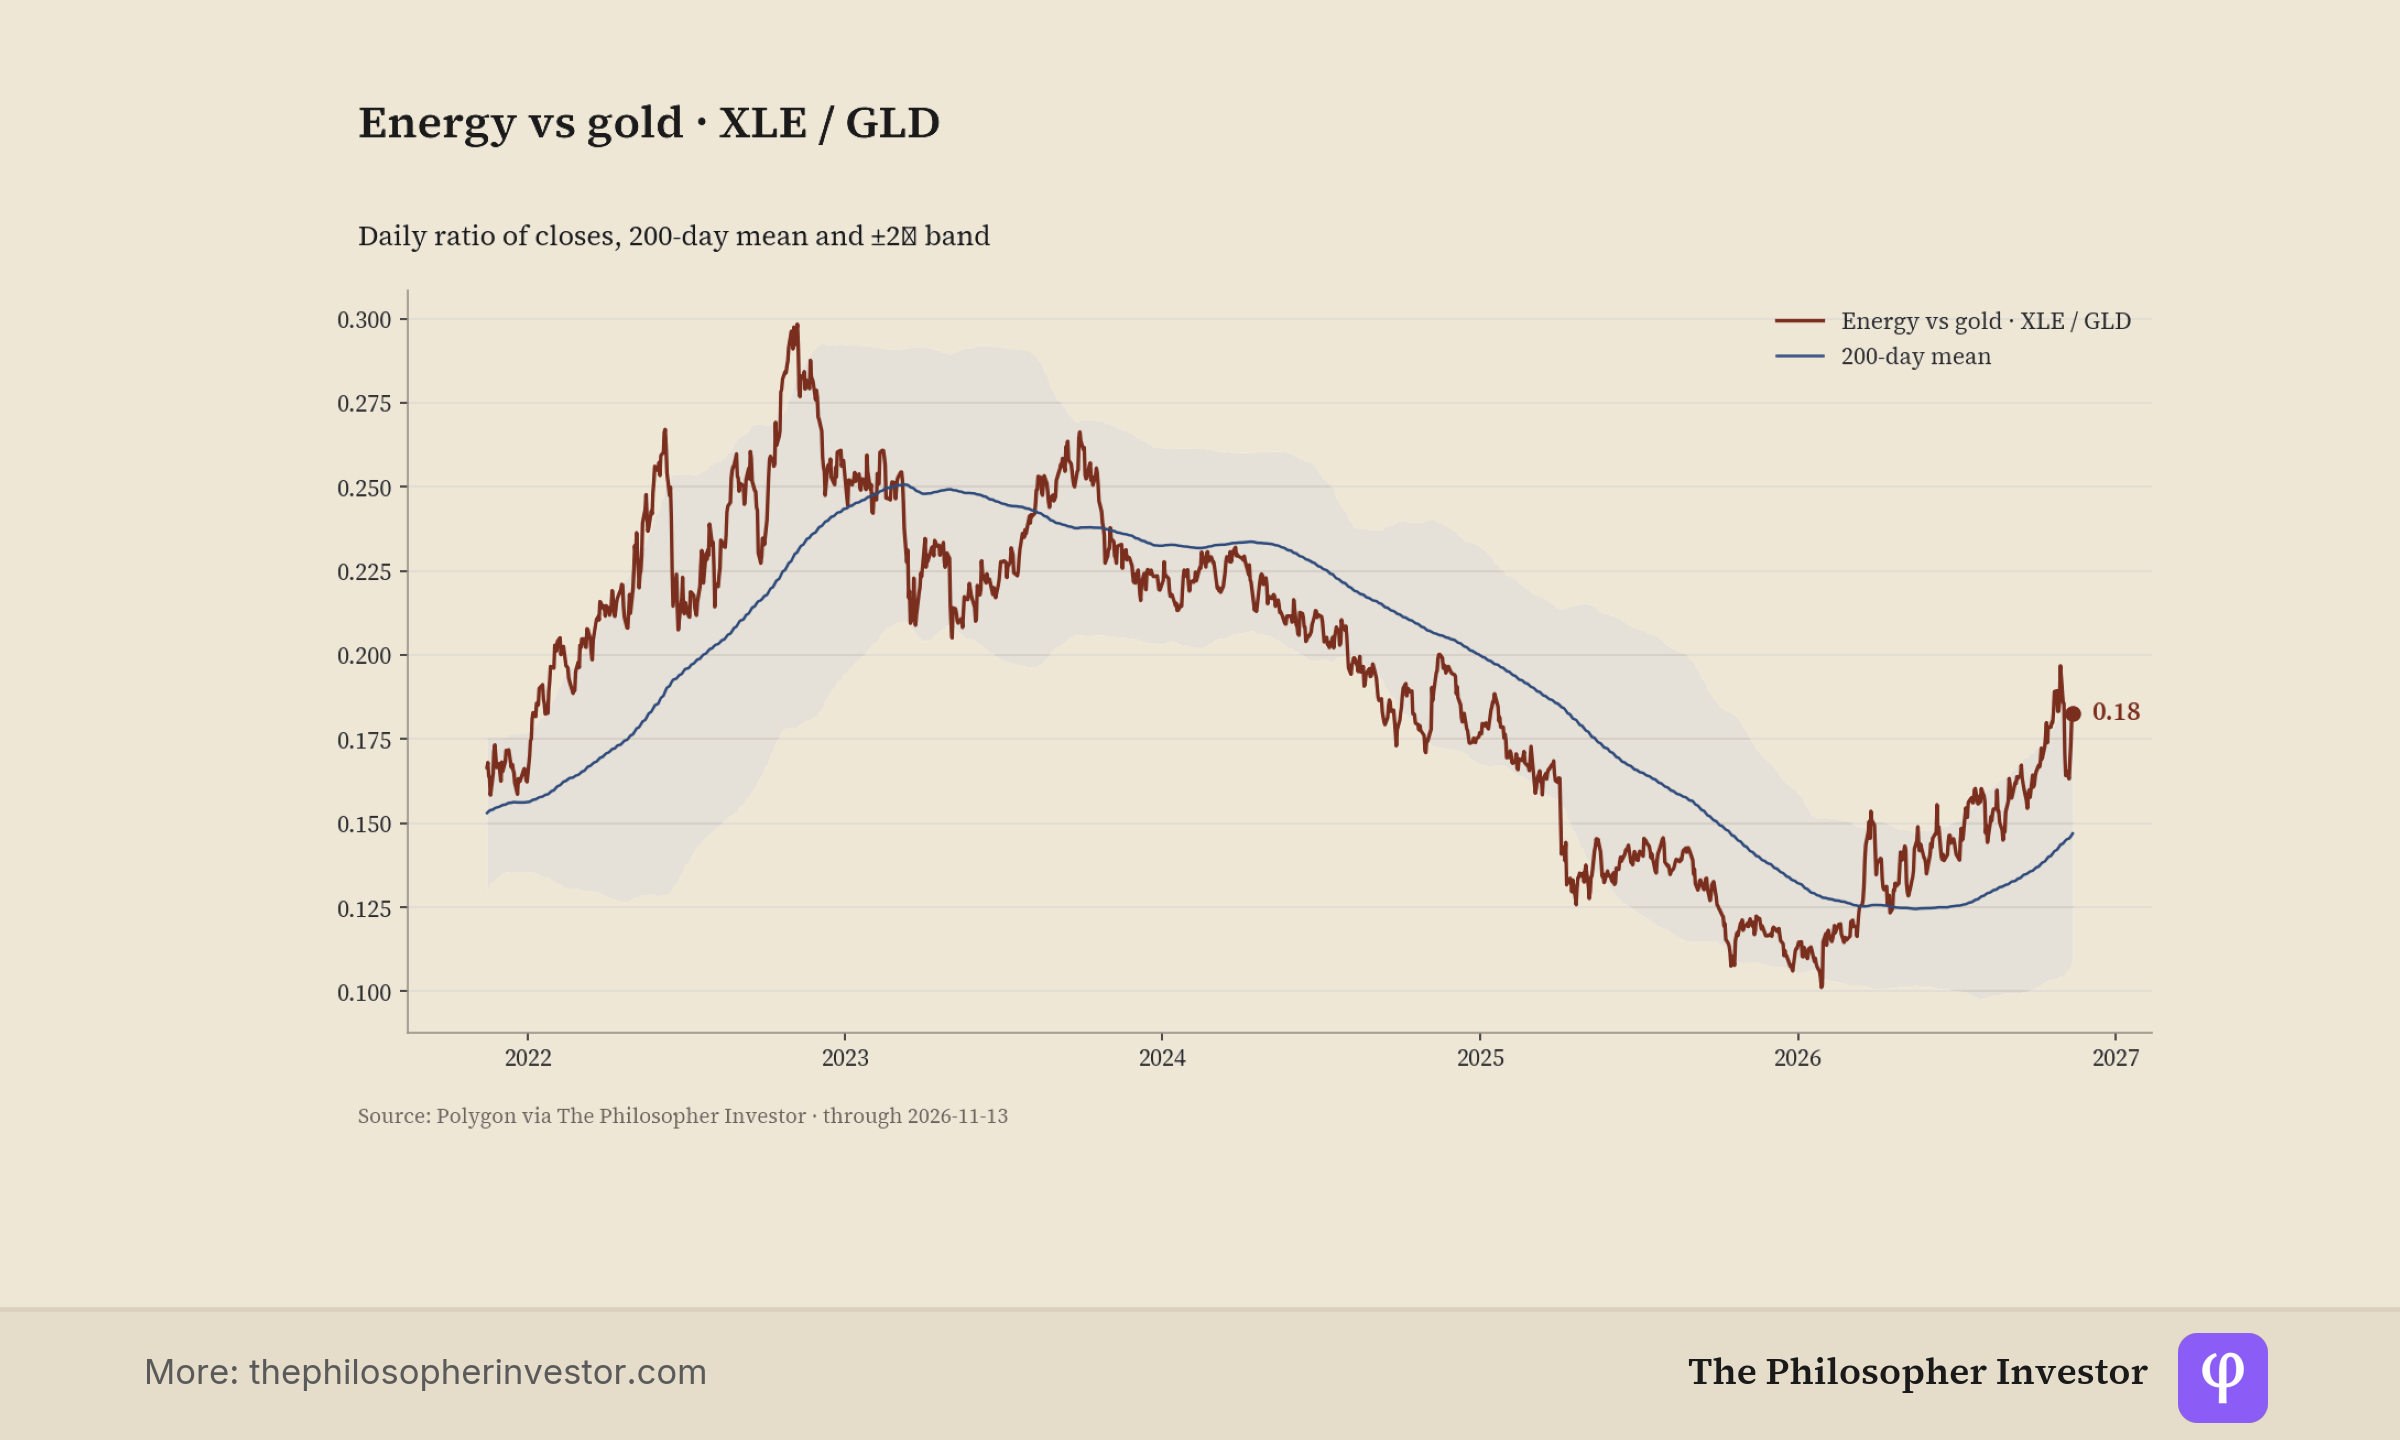 Energy vs gold · XLE / GLD
Daily ratio of closes, 200-day mean and ±2 band
Energy vs gold · XLE / GLD
200-day mean
0.300
0.275
0.250
0.225
0.200
0.175
0.150
0.125
0.100
0.18
2022 2023 2024 2025 2026 2027
Source: Polygon via The Philosopher Investor · through 2026-11-13
More: thephilosopherinvestor.com
The Philosopher Investor
φ